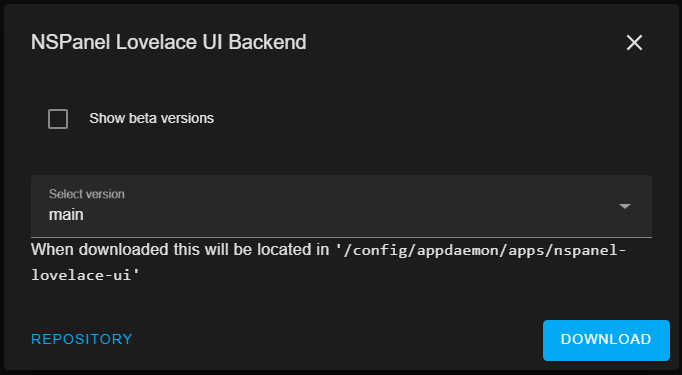 NSPanel Lovelace UI Backend
Show beta versions
Select version
main
When downloaded this will be located in '/config/appdaemon/apps/nspanel-
lovelace-ui'
REPOSITORY
DOWNLOAD